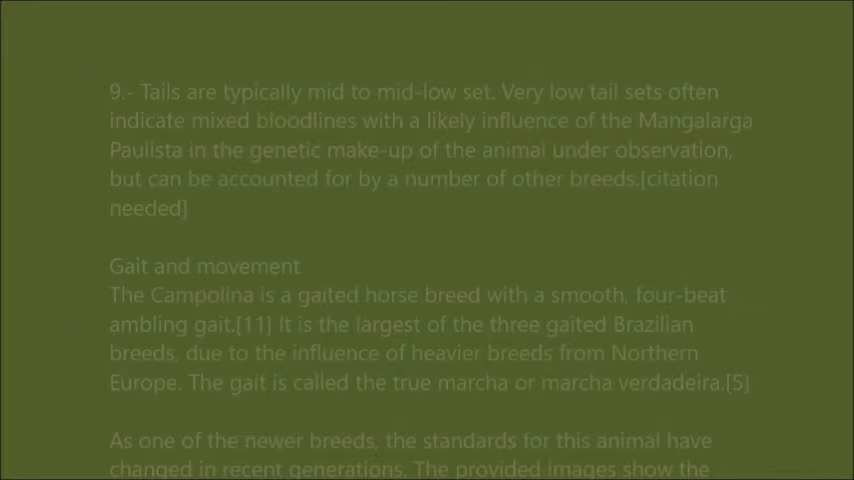 9.- Tails are typically mid to mid-low set. Very low tail sets often
indicate mixed bloodlines with a likely influence of the Mangalarga
Paulista in the genetic make-up of the animal under observation,
but can be accounted for by a number of other breeds.[citation
needed]
Gait and movement
The Campolina is a gaited horse breed with a smooth, four-beat
ambling gait.[11] It is the largest of the three gaited Brazilian
breeds, due to the influence of heavier breeds from Northern
Europe. The gait is called the true marcha or marcha verdadeira.[5]
As one of the newer breeds, the standards for this animal have
changed in recent generations. The provided images show the